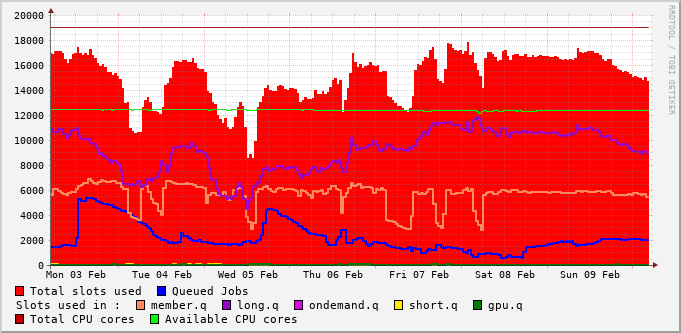 20000
18000
16000
14000
12000
10000
8000
6000
4000
2000
0
Mon 03 Feb Tue 04 Feb Wed 05 Feb Thu 06 Feb Fri 07 Feb Sat 08 Feb Sun 09 Feb
Total slots used Queued Jobs
Slots used in : member.q long.q ondemand.q short.q gpu.q
Total CPU cores Available CPU cores
RRDTOOL / TOBI OETIKER